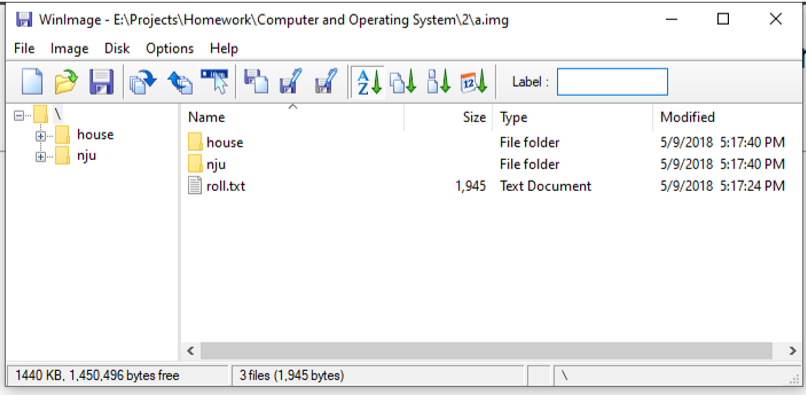 WinImage - E:\Projects\Homework\Computer and Operating System\2\a.img
File Image Disk Options Help
A
Z
12
Label :
\
house
nju
Name Size Type Modified
house File folder 5/9/2018 5:17:40 PM
nju File folder 5/9/2018 5:17:40 PM
roll.txt 1,945 Text Document 5/9/2018 5:17:24 PM
1440 KB, 1,450,496 bytes free 3 files (1,945 bytes) \